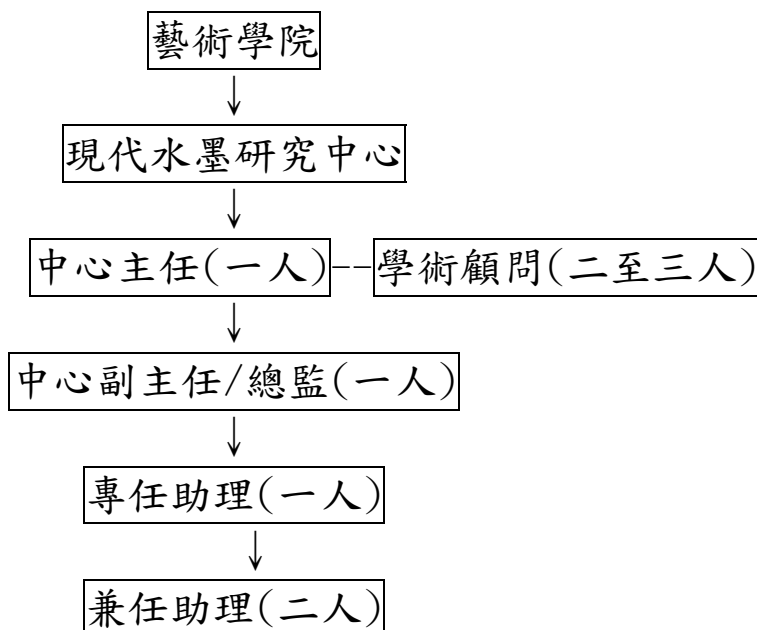 藝術學院
現代水墨研究中心
中心主任(一人)--學術顧問(二至三人)
中心副主任/總監(一人)
專任助理(一人)
兼任助理(二人)